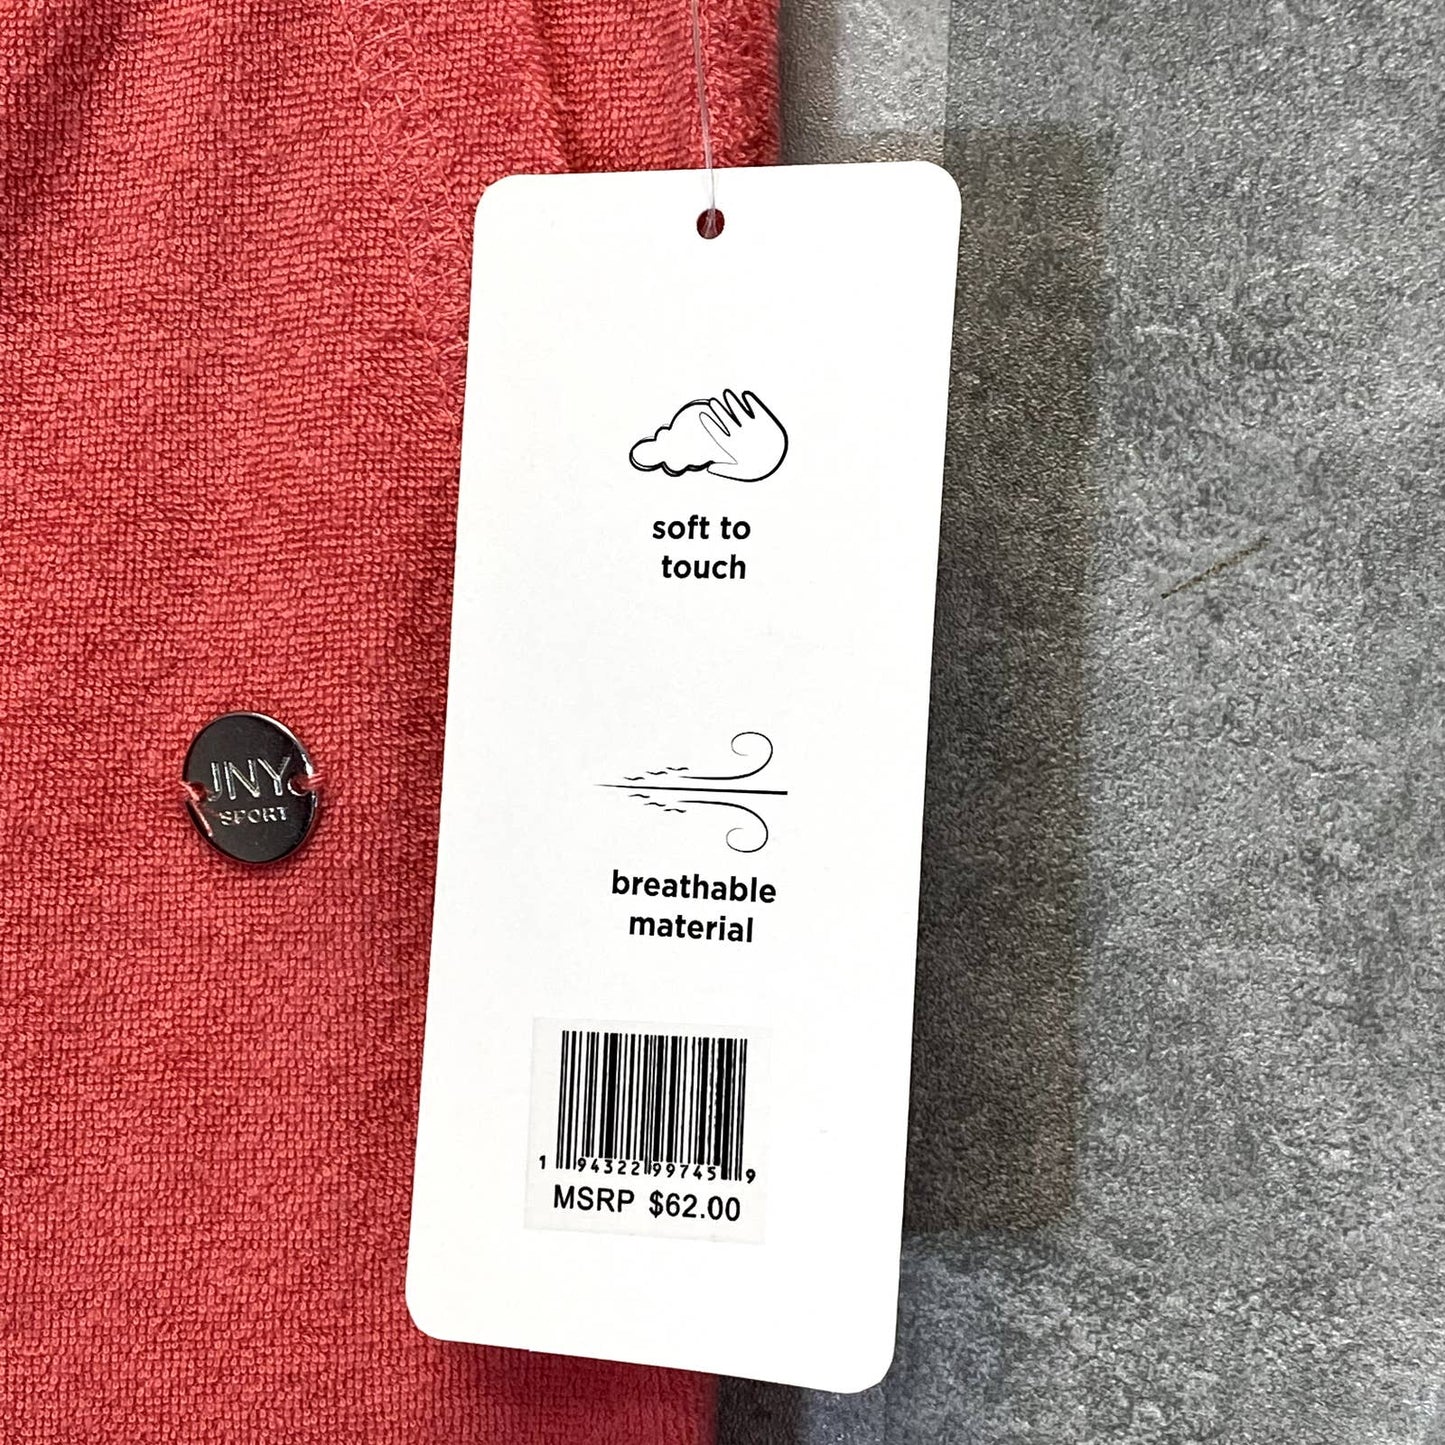 soft to
touch
JNY
SPORT
breathable
material
1 94322 99745 9
MSRP $62.00